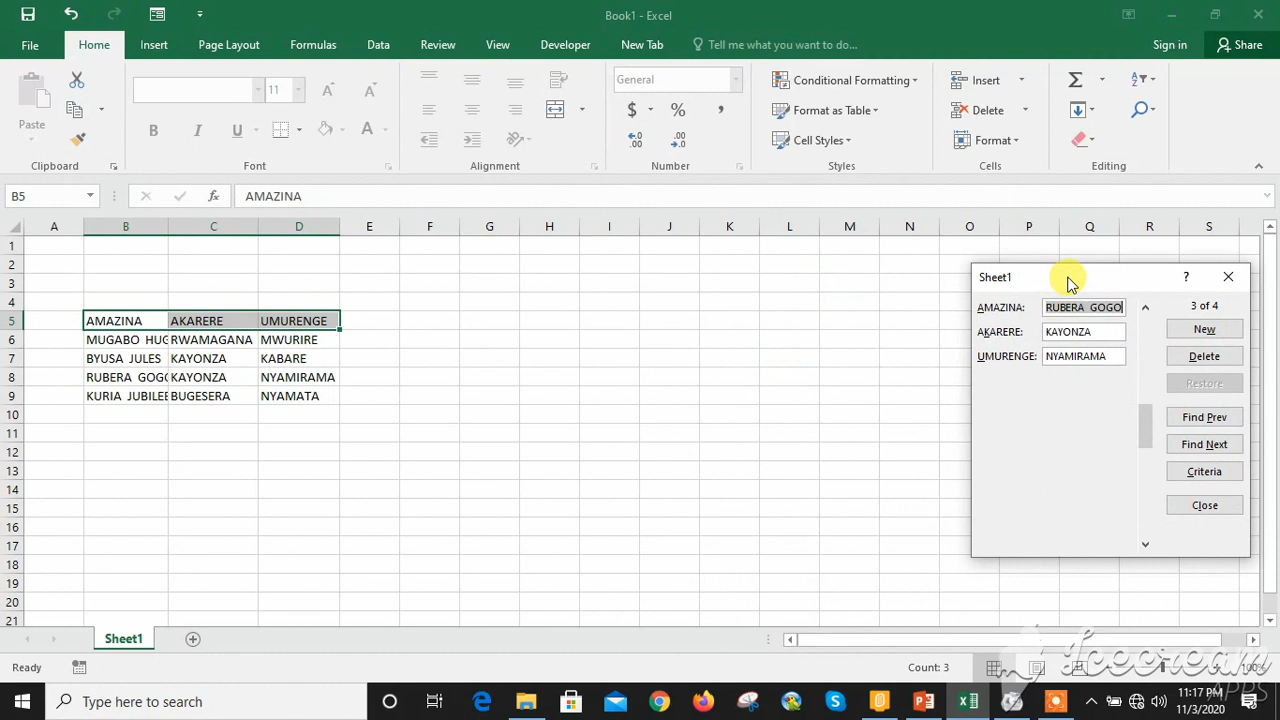 Book1 - Excel
File Home Insert Page Layout Formulas Data Review View Developer New Tab Tell me what you want to do... Sign in Share
Paste
11
General
Conditional Formatting
Format as Table
Cell Styles
Insert
Delete
Format
Clipboard Font Alignment Number Styles Cells Editing
B5 fx AMAZINA
A B C D E F G H I J K L M N O P Q R S
1
2
3
4
5 AMAZINA AKARERE UMURENGE
6 MUGABO HUG RWAMAGANA MWURIRE
7 BYUSA JULES KAYONZA KABARE
8 RUBERA GOGO KAYONZA NYAMIRAMA
9 KURIA JUBILEE BUGESERA NYAMATA
10
11
12
13
14
15
16
17
18
19
20
21
Sheet1
AMAZINA: RUBERA GOGO
AKARERE: KAYONZA
UMURENGE: NYAMIRAMA
3 of 4
New
Delete
Restore
Find Prev
Find Next
Criteria
Close
Sheet1
Ready Count: 3 100%
Icecream
APPS
Type here to search
11:17 PM
11/3/2020